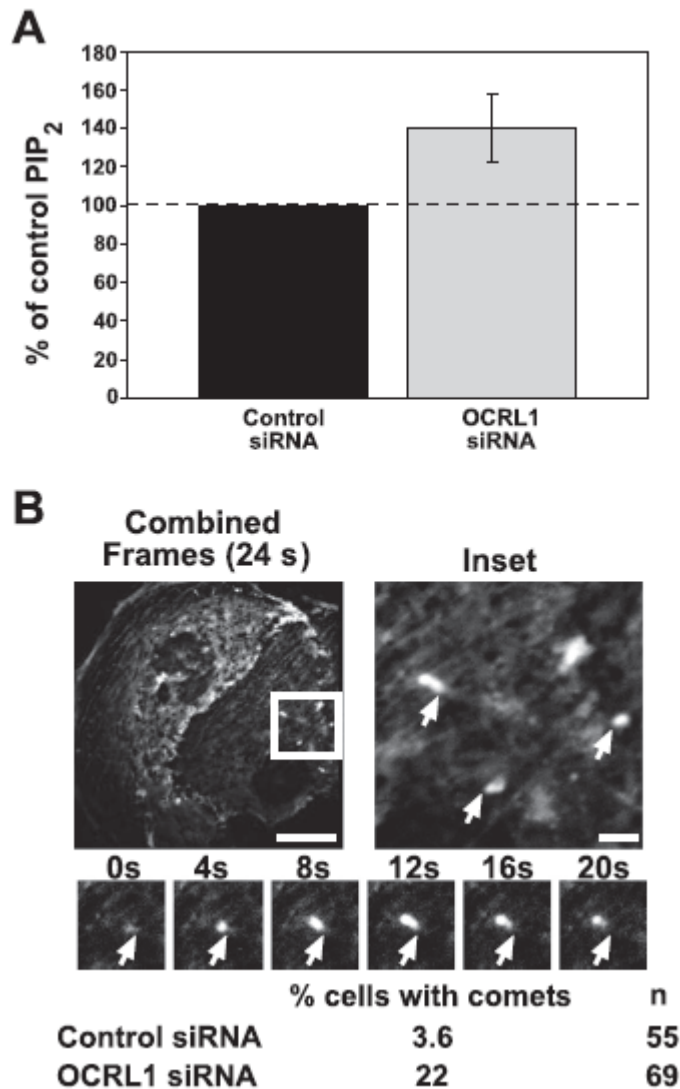 A
% of control PIP2
180
160
140
120
100
80
60
40
20
0
Control
siRNA
OCRL1
siRNA
B
Combined
Frames (24 s)
Inset
0s 4s 8s 12s 16s 20s
% cells with comets n
Control siRNA 3.6 55
OCRL1 siRNA 22 69